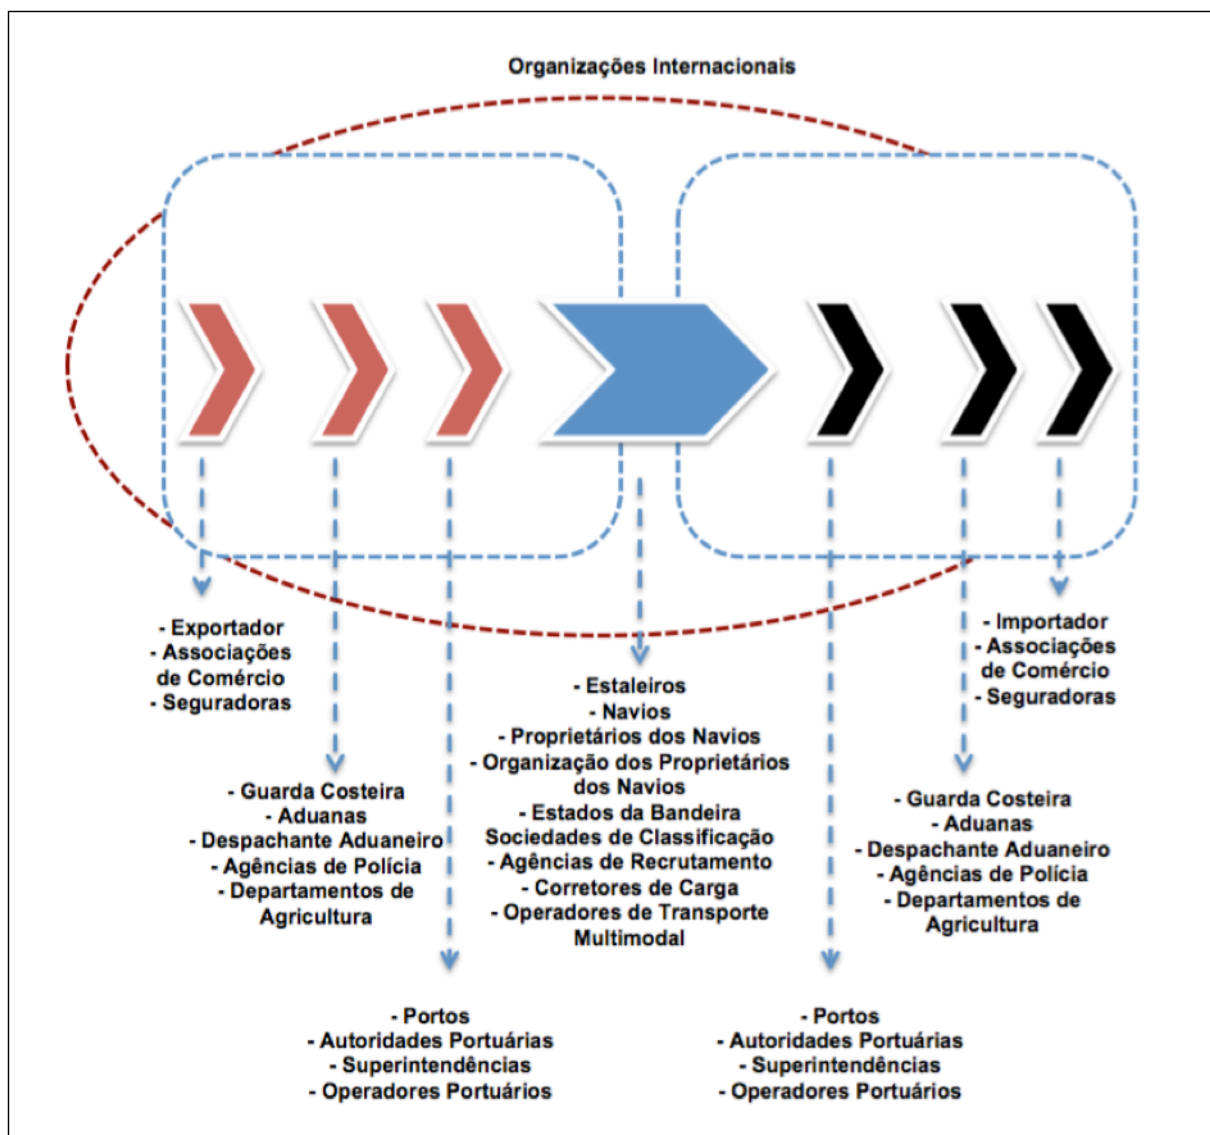 Organizações Internacionais
- Exportador
- Associações
de Comércio
- Seguradoras
- Guarda Costeira
- Aduanas
- Despachante Aduaneiro
- Agências de Polícia
- Departamentos de
Agricultura
- Portos
- Autoridades Portuárias
- Superintendências
- Operadores Portuários
- Estaleiros
- Navios
- Proprietários dos Navios
- Organização dos Proprietários
dos Navios
- Estados da Bandeira
Sociedades de Classificação
- Agências de Recrutamento
- Corretores de Carga
- Operadores de Transporte
Multimodal
- Portos
- Autoridades Portuárias
- Superintendências
- Operadores Portuários
- Guarda Costeira
- Aduanas
- Despachante Aduaneiro
- Agências de Polícia
- Departamentos de
Agricultura
- Importador
- Associações
de Comércio
- Seguradoras